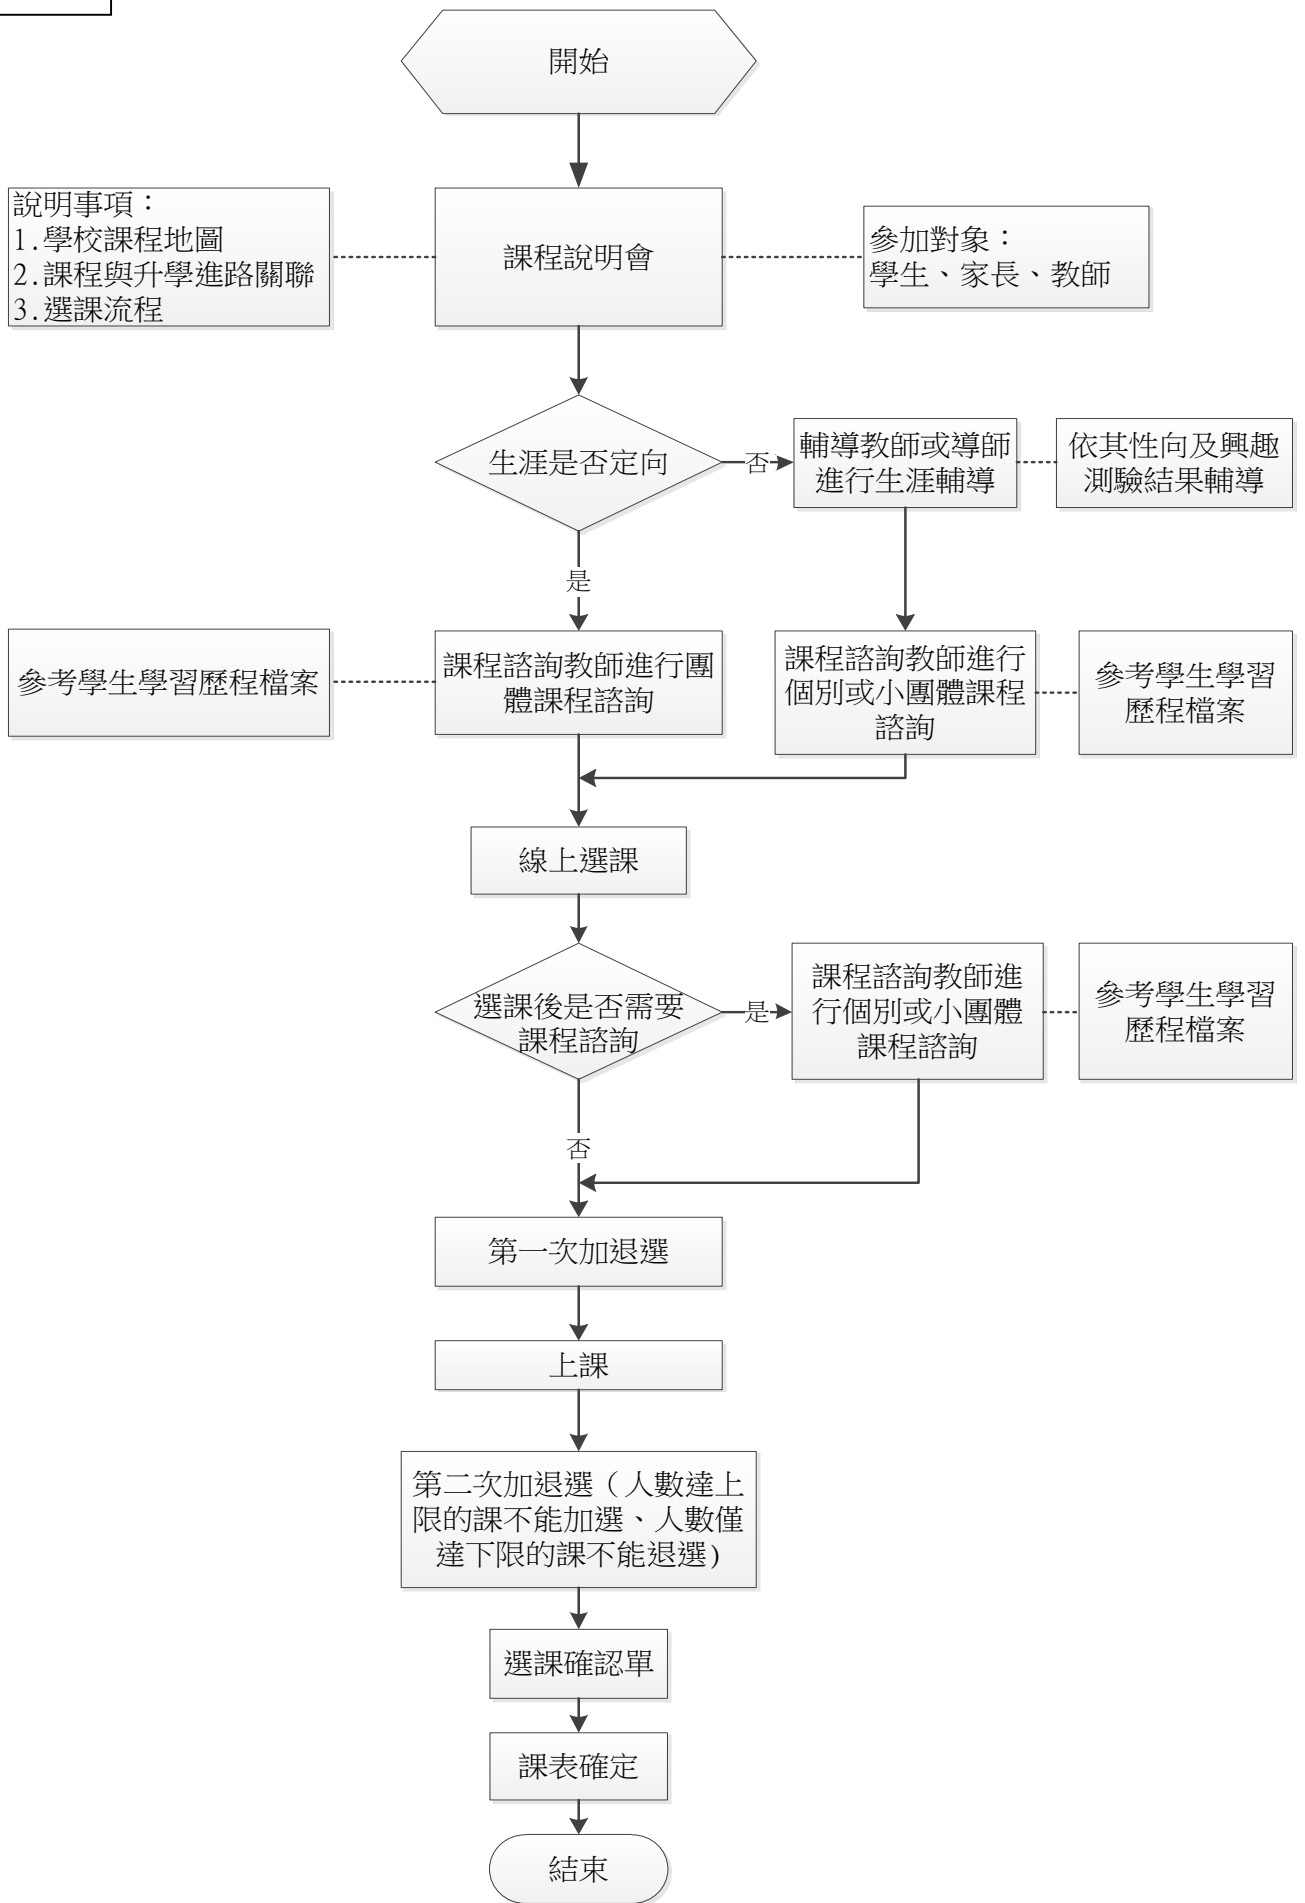 開始
說明事項：
1.學校課程地圖
2.課程與升學進路關聯
3.選課流程
課程說明會
參加對象：
學生、家長、教師
生涯是否定向
否
輔導教師或導師
進行生涯輔導
依其性向及興趣
測驗結果輔導
是
參考學生學習歷程檔案
課程諮詢教師進行團
體課程諮詢
課程諮詢教師進行
個別或小團體課程
諮詢
參考學生學習
歷程檔案
線上選課
選課後是否需要
課程諮詢
是
課程諮詢教師進
行個別或小團體
課程諮詢
參考學生學習
歷程檔案
否
第一次加退選
上課
第二次加退選（人數達上
限的課不能加選、人數僅
達下限的課不能退選)
選課確認單
課表確定
結束